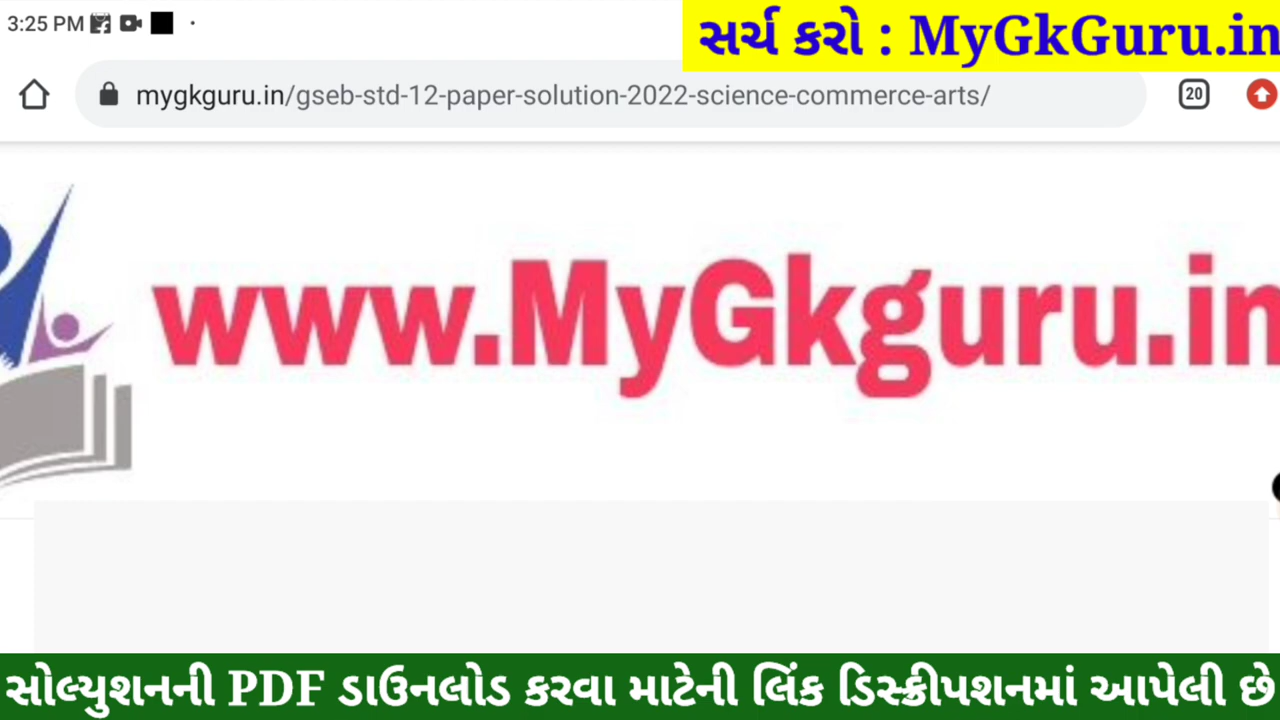 3:25 PM
સર્ચ કરો : MyGkGuru.in
mygkguru.in/gseb-std-12-paper-solution-2022-science-commerce-arts/
20
www.MyGkguru.in
સોલ્યુશનની PDF ડાઉનલોડ કરવા માટેની લિંક ડિસ્ક્રીપશનમાં આપેલી છે